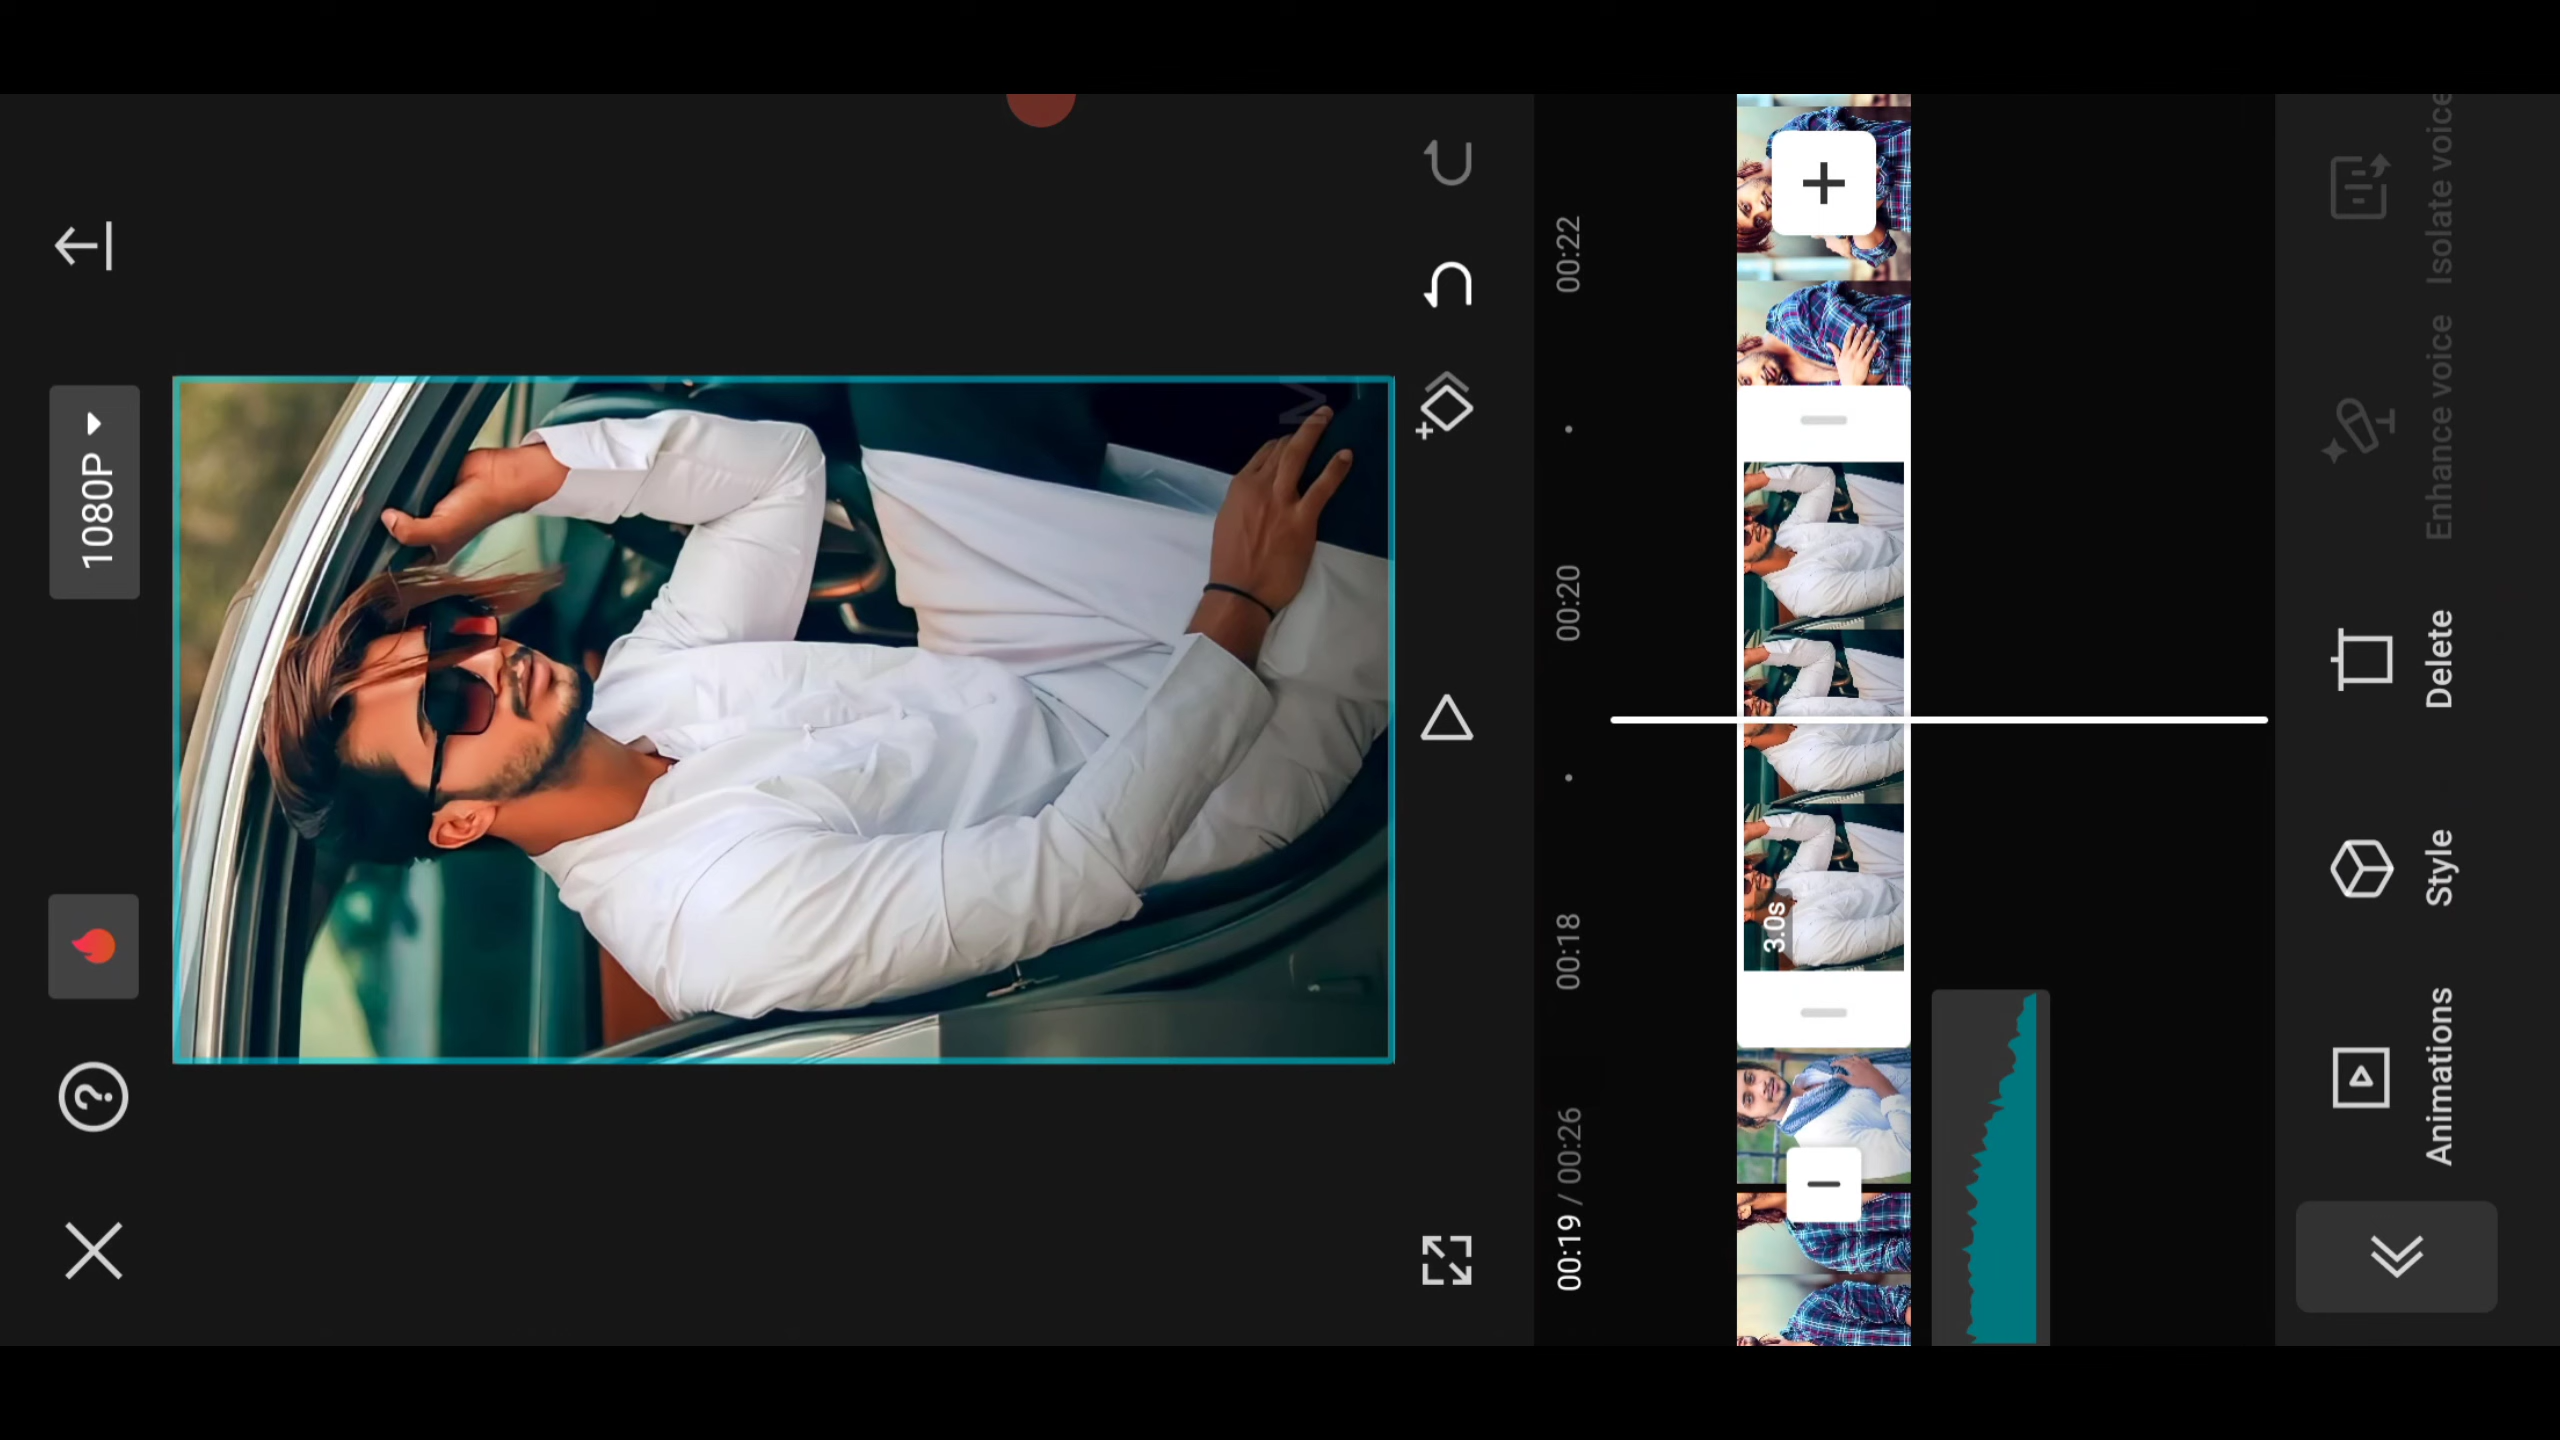 1080P
00:19 / 00:26
00:18
00:20
00:22
3.0s
Animations
Style
Delete
Enhance voice
Isolate voice